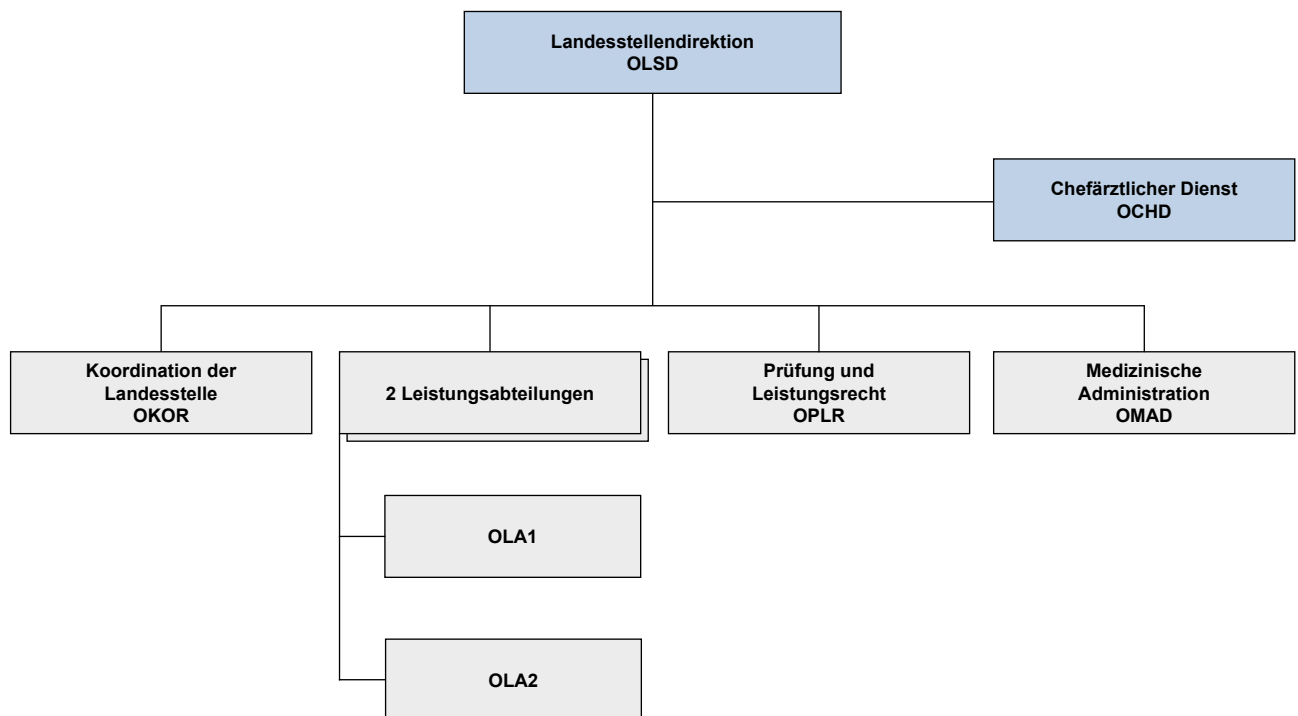 Landesstellendirektion
OLSD
Chefärztlicher Dienst
OCHD
Koordination der
Landesstelle
OKOR
2 Leistungsabteilungen
Prüfung und
Leistungsrecht
OPLR
Medizinische
Administration
OMAD
OLA1
OLA2